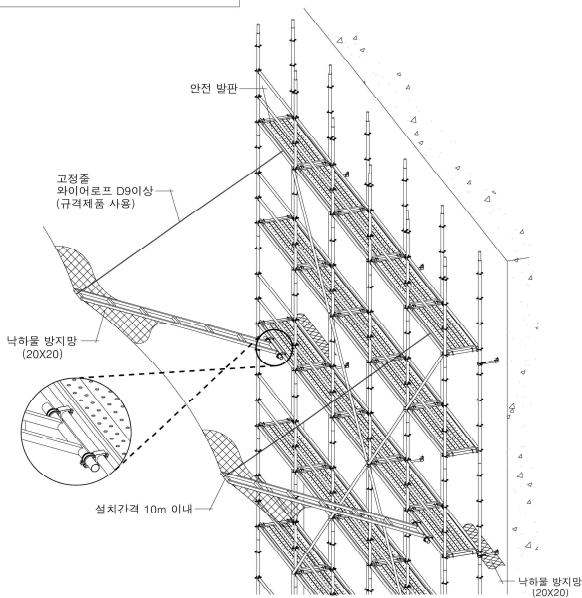 안전 발판
고정줄
와이어로프 D9이상
(규격제품 사용)
낙하물 방지망
(20X20)
설치간격 10m 이내
낙하물 방지망
(20X20)